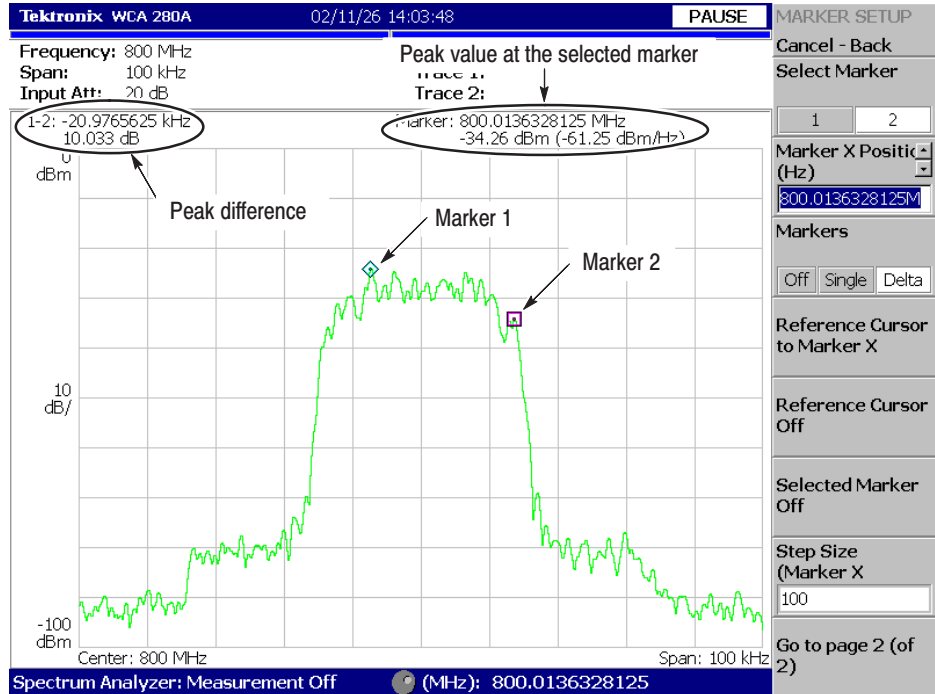 Tektronix WCA 280A
02/11/26 14:03:48
PAUSE
MARKER SETUP
Cancel - Back
Frequency: 800 MHz
Span: 100 kHz
Input Att: 20 dB
Peak value at the selected marker
Trace 1:
Trace 2:
1-2: -20.9765625 kHz
10.033 dB
Marker: 800.0136328125 MHz
-34.26 dBm (-61.25 dBm/Hz)
0
dBm
Peak difference
Marker 1
Marker 2
10
dB/
-100
dBm
Center: 800 MHz
Span: 100 kHz
Spectrum Analyzer: Measurement Off
(MHz): 800.0136328125
Select Marker
1 2
Marker X Positic
(Hz)
800.0136328125M
Markers
Off Single Delta
Reference Cursor
to Marker X
Reference Cursor
Off
Selected Marker
Off
Step Size
(Marker X
100
Go to page 2 (of
2)